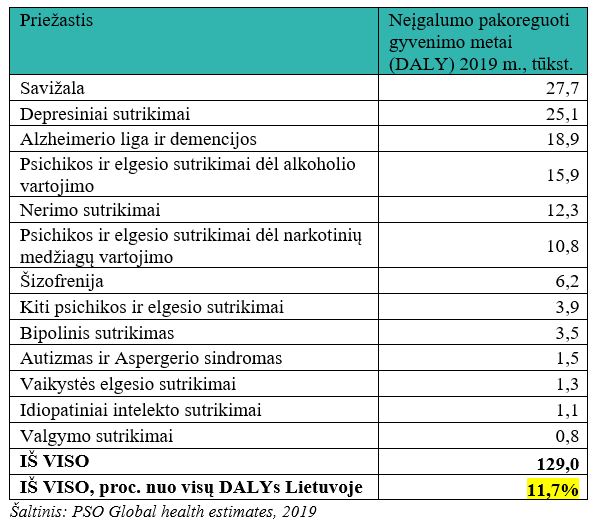 Priežastis
Neįgalumo pakoreguoti
gyvenimo metai
(DALY) 2019 m., tūkst.
Savižala 27,7
Depresiniai sutrikimai 25,1
Alzheimerio liga ir demencijos 18,9
Psichikos ir elgesio sutrikimai dėl alkoholio
vartojimo 15,9
Nerimo sutrikimai 12,3
Psichikos ir elgesio sutrikimai dėl narkotinių
medžiagų vartojimo 10,8
Šizofrenija 6,2
Kiti psichikos ir elgesio sutrikimai 3,9
Bipolinis sutrikimas 3,5
Autizmas ir Aspergerio sindromas 1,5
Vaikystės elgesio sutrikimai 1,3
Idiopatiniai intelekto sutrikimai 1,1
Valgymo sutrikimai 0,8
IŠ VISO 129,0
IŠ VISO, proc. nuo visų DALYs Lietuvoje 11,7%
Šaltinis: PSO Global health estimates, 2019